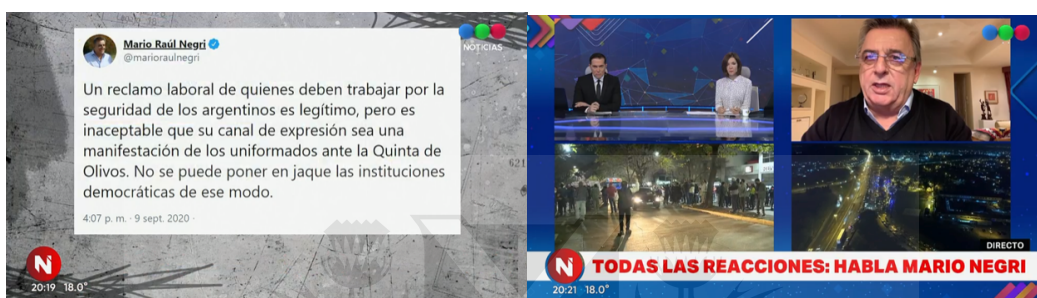 Mario Raúl Negri
@marioraulnegri
NOTICIAS
Un reclamo laboral de quienes deben trabajar por la
seguridad de los argentinos es legítimo, pero es
inaceptable que su canal de expresión sea una
manifestación de los uniformados ante la Quinta de
Olivos. No se puede poner en jaque las instituciones
democráticas de ese modo.
4:07 p. m. · 9 sept. 2020 ·
621
N
20:19 18.0°
DIRECTO
N TODAS LAS REACCIONES: HABLA MARIO NEGRI
20:21 18.0°